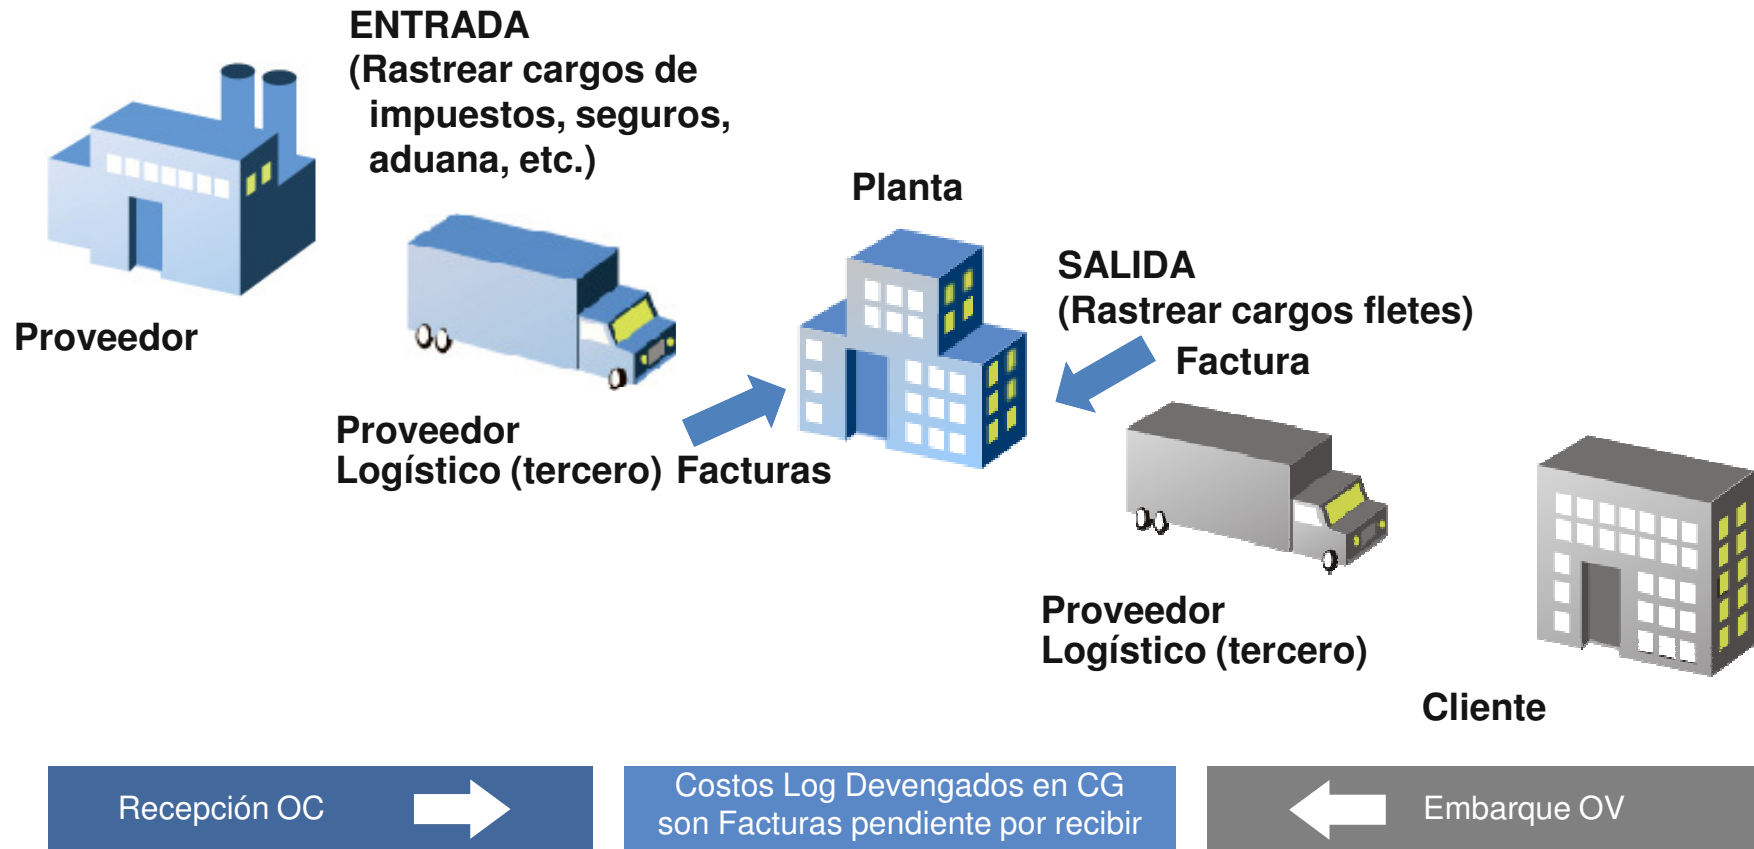 ENTRADA
(Rastrear cargos de
impuestos, seguros,
aduana, etc.)
Proveedor
Planta
SALIDA
(Rastrear cargos fletes)
Factura
Proveedor
Logístico (tercero)
Facturas
Proveedor
Logístico (tercero)
Cliente
Recepción OC
Costos Log Devengados en CG
son Facturas pendiente por recibir
Embarque OV